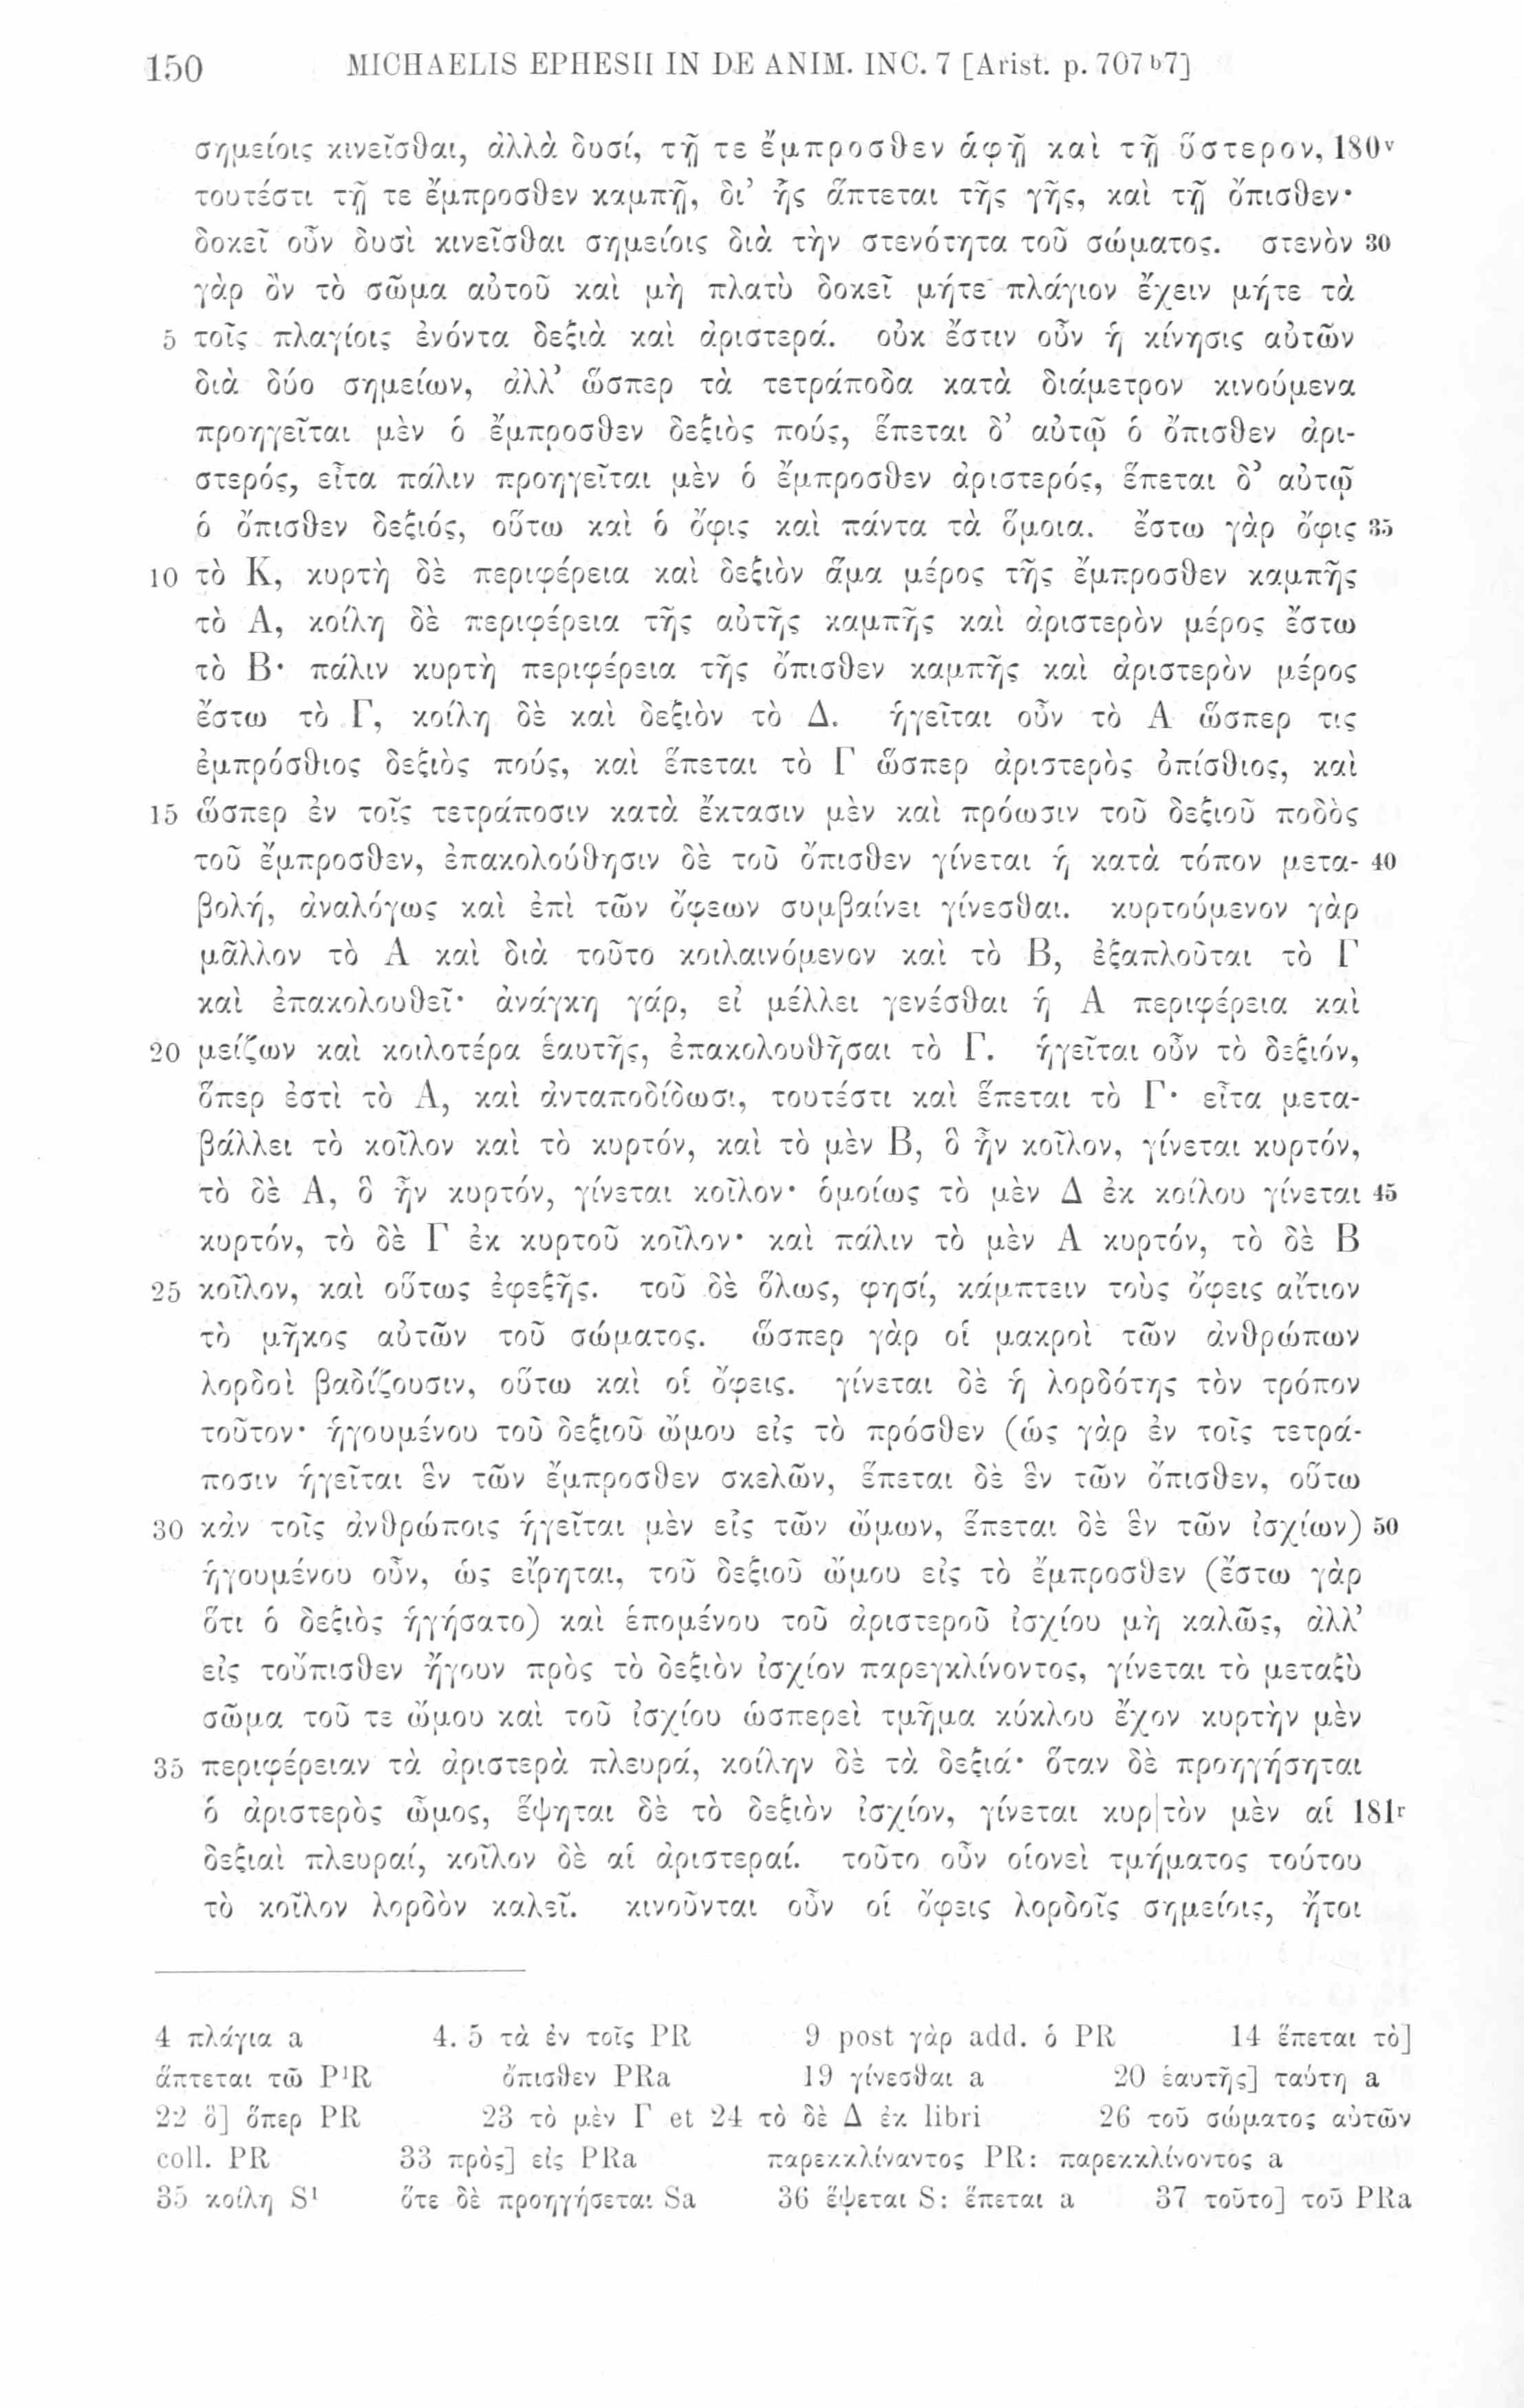 150 MICHAELIS EPHESII IN DE ANIM. INC. 7 [Arist. p. 707ᵇ7]
σημείοις κινεῖσθαι, ἀλλὰ δυσί, τῇ τε ἔμπροσθεν ἁφῇ καὶ τῇ ὕστερον, 180ᵛ
τουτέστι τῇ τε ἔμπροσθεν καμπῇ, δι’ ἧς ἅπτεται τῆς γῆς, καὶ τῇ ὄπισθεν·
δοκεῖ οὖν δυσὶ κινεῖσθαι σημείοις διὰ τὴν στενότητα τοῦ σώματος. στενὸν 30
γὰρ ὂν τὸ σῶμα αὐτοῦ καὶ μὴ πλατὺ δοκεῖ μήτε πλάγιον ἔχειν μήτε τὰ
5 τοῖς πλαγίοις ἐνόντα δεξιὰ καὶ ἀριστερά. οὐκ ἔστιν οὖν ἡ κίνησις αὐτῶν
διὰ δύο σημείων, ἀλλ’ ὥσπερ τὰ τετράποδα κατὰ διάμετρον κινούμενα
προηγεῖται μὲν ὁ ἔμπροσθεν δεξιὸς πούς, ἕπεται δ’ αὐτῷ ὁ ὄπισθεν ἀρι-
στερός, εἶτα πάλιν προηγεῖται μὲν ὁ ἔμπροσθεν ἀριστερός, ἕπεται δ’ αὐτῷ
ὁ ὄπισθεν δεξιός, οὕτω καὶ ὁ ὄφις καὶ πάντα τὰ ὅμοια. ἔστω γὰρ ὄφις 35
10 τὸ Κ, κυρτὴ δὲ περιφέρεια καὶ δεξιὸν ἅμα μέρος τῆς ἔμπροσθεν καμπῆς
τὸ Α, κοίλη δὲ περιφέρεια τῆς αὐτῆς καμπῆς καὶ ἀριστερὸν μέρος ἔστω
τὸ Β· πάλιν κυρτὴ περιφέρεια τῆς ὄπισθεν καμπῆς καὶ ἀριστερὸν μέρος
ἔστω τὸ Γ, κοίλη δὲ καὶ δεξιὸν τὸ Δ. ἡγεῖται οὖν τὸ Α ὥσπερ τις
ἐμπρόσθιος δεξιὸς πούς, καὶ ἕπεται τὸ Γ ὥσπερ ἀριστερὸς ὀπίσθιος, καὶ
15 ὥσπερ ἐν τοῖς τετράποσιν κατὰ ἔκτασιν μὲν καὶ πρόωσιν τοῦ δεξιοῦ ποδὸς
τοῦ ἔμπροσθεν, ἐπακολούθησιν δὲ τοῦ ὄπισθεν γίνεται ἡ κατὰ τόπον μετα- 40
βολή, ἀναλόγως καὶ ἐπὶ τῶν ὄφεων συμβαίνει γίνεσθαι. κυρτούμενον γὰρ
μᾶλλον τὸ Α καὶ διὰ τοῦτο κοιλαινόμενον καὶ τὸ Β, ἐξαπλοῦται τὸ Γ
καὶ ἐπακολουθεῖ· ἀνάγκη γάρ, εἰ μέλλει γενέσθαι ἡ Α περιφέρεια καὶ
20 μείζων καὶ κοιλοτέρα ἑαυτῆς, ἐπακολουθῆσαι τὸ Γ. ἡγεῖται οὖν τὸ δεξιόν,
ὅπερ ἐστὶ τὸ Α, καὶ ἀνταποδίδωσι, τουτέστι καὶ ἕπεται τὸ Γ· εἶτα μετα-
βάλλει τὸ κοῖλον καὶ τὸ κυρτόν, καὶ τὸ μὲν Β, ὃ ἦν κοῖλον, γίνεται κυρτόν,
τὸ δὲ Α, ὃ ἦν κυρτόν, γίνεται κοῖλον· ὁμοίως τὸ μὲν Δ ἐκ κοίλου γίνεται 45
κυρτόν, τὸ δὲ Γ ἐκ κυρτοῦ κοῖλον· καὶ πάλιν τὸ μὲν Α κυρτόν, τὸ δὲ Β
25 κοῖλον, καὶ οὕτως ἐφεξῆς. τοῦ δὲ ὅλως, φησί, κάμπτειν τοὺς ὄφεις αἴτιον
τὸ μῆκος αὐτῶν τοῦ σώματος. ὥσπερ γὰρ οἱ μακροὶ τῶν ἀνθρώπων
λορδοὶ βαδίζουσιν, οὕτω καὶ οἱ ὄφεις. γίνεται δὲ ἡ λορδότης τὸν τρόπον
τοῦτον· ἡγουμένου τοῦ δεξιοῦ ὤμου εἰς τὸ πρόσθεν (ὡς γὰρ ἐν τοῖς τετρά-
ποσιν ἡγεῖται ἓν τῶν ἔμπροσθεν σκελῶν, ἕπεται δὲ ἓν τῶν ὄπισθεν, οὕτω
30 κἀν τοῖς ἀνθρώποις ἡγεῖται μὲν εἷς τῶν ὤμων, ἕπεται δὲ ἓν τῶν ἰσχίων) 50
ἡγουμένου οὖν, ὡς εἴρηται, τοῦ δεξιοῦ ὤμου εἰς τὸ ἔμπροσθεν (ἔστω γὰρ
ὅτι ὁ δεξιὸς ἡγήσατο) καὶ ἑπομένου τοῦ ἀριστεροῦ ἰσχίου μὴ καλῶς, ἀλλ’
εἰς τοὔπισθεν ἤγουν πρὸς τὸ δεξιὸν ἰσχίον παρεγκλίνοντος, γίνεται τὸ μεταξὺ
σῶμα τοῦ τε ὤμου καὶ τοῦ ἰσχίου ὡσπερεὶ τμῆμα κύκλου ἔχον κυρτὴν μὲν
35 περιφέρειαν τὰ ἀριστερὰ πλευρά, κοίλην δὲ τὰ δεξιά· ὅταν δὲ προηγήσηται
ὁ ἀριστερὸς ὦμος, ἕψηται δὲ τὸ δεξιὸν ἰσχίον, γίνεται κυρ|τὸν μὲν αἱ 181ʳ
δεξιαὶ πλευραί, κοῖλον δὲ αἱ ἀριστεραί. τοῦτο οὖν οἱονεὶ τμήματος τούτου
τὸ κοῖλον λορδὸν καλεῖ. κινοῦνται οὖν οἱ ὄφεις λορδοῖς σημείοις, ἤτοι
4 πλάγια a 4. 5 τὰ ἐν τοῖς PR 9 post γὰρ add. ὁ PR 14 ἕπεται τὸ]
ἅπτεται τῶ P¹R ὄπισθεν PRa 19 γίνεσθαι a 20 ἑαυτῆς] ταύτη a
22 ὃ] ὅπερ PR 23 τὸ μὲν Γ et 24 τὸ δὲ Δ ἐκ libri 26 τοῦ σώματος αὐτῶν
coll. PR 33 πρὸς] εἰς PRa παρεκκλίναντος PR: παρεκκλίνοντος a
35 κοίλη S¹ ὅτε δὲ προηγήσεται Sa 36 ἕψεται S: ἕπεται a 37 τοῦτο] τοῦ PRa